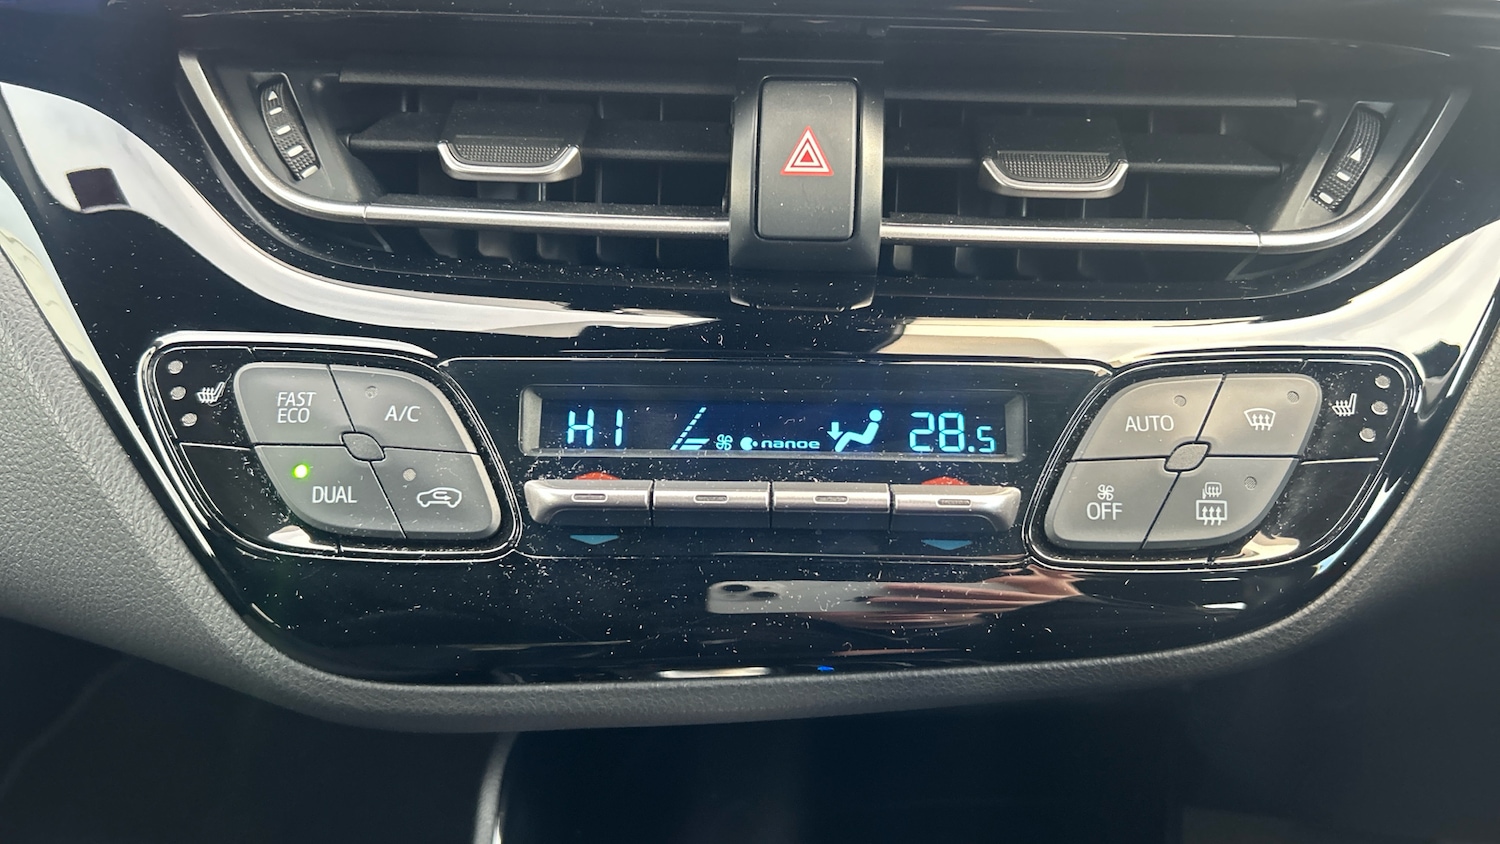 FAST
ECO
A/C
DUAL
HI
nanoe
28.5
AUTO
OFF